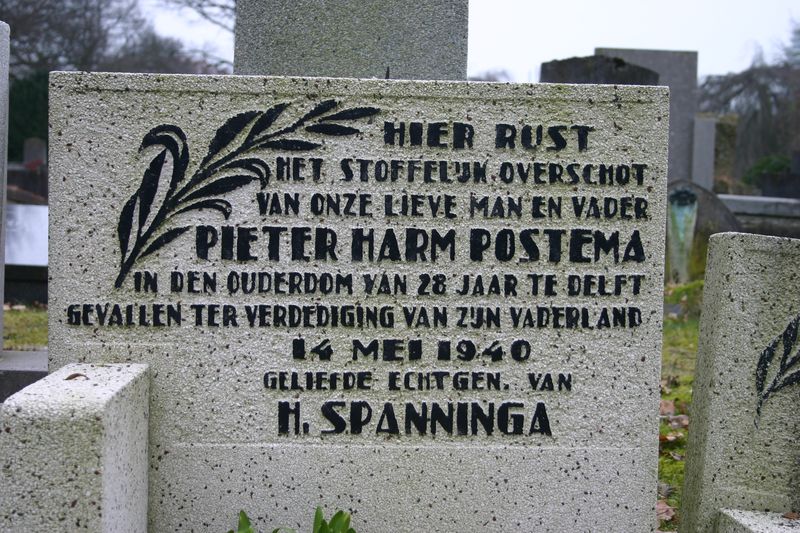 HIER RUST
HET STOFFELIJK OVERSCHOT
VAN ONZE LIEVE MAN EN VADER
PIETER HARM POSTEMA
IN DEN OUDERDOM VAN 28 JAAR TE DELFT
GEVALLEN TER VERDEDIGING VAN ZIJN VADERLAND
14 MEI 1940
GELIEFDE ECHTGEN. VAN
H. SPANNINGA